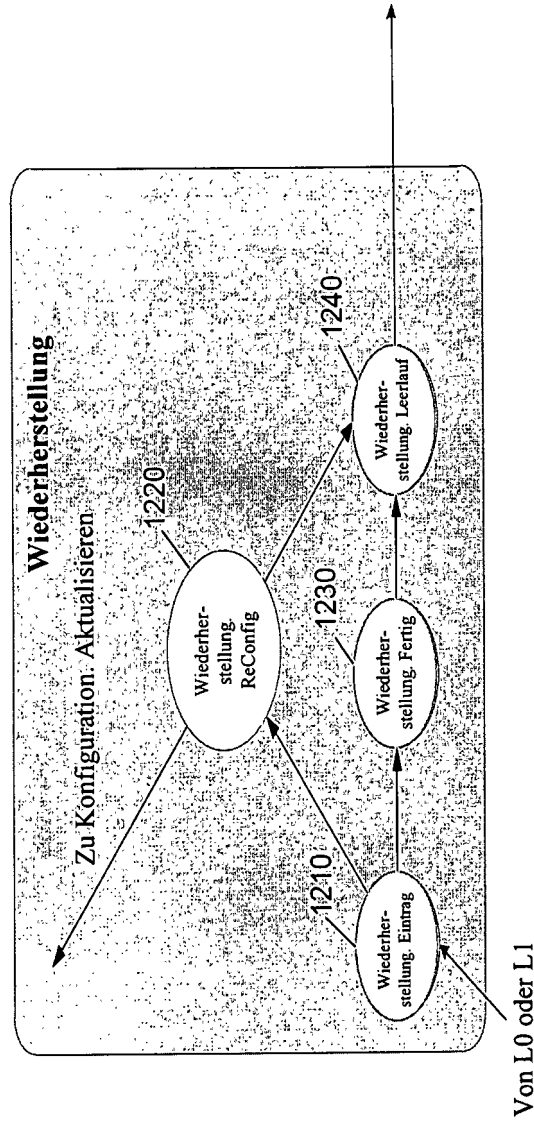 Wiederherstellung
Zu Konfiguration. Aktualisieren
1220
Wiederher-
stellung.
ReConfig
1210
Wiederher-
stellung. Eintrag
1230
Wiederher-
stellung. Fertig
1240
Wiederher-
stellung. Leerlauf
Von L0 oder L1